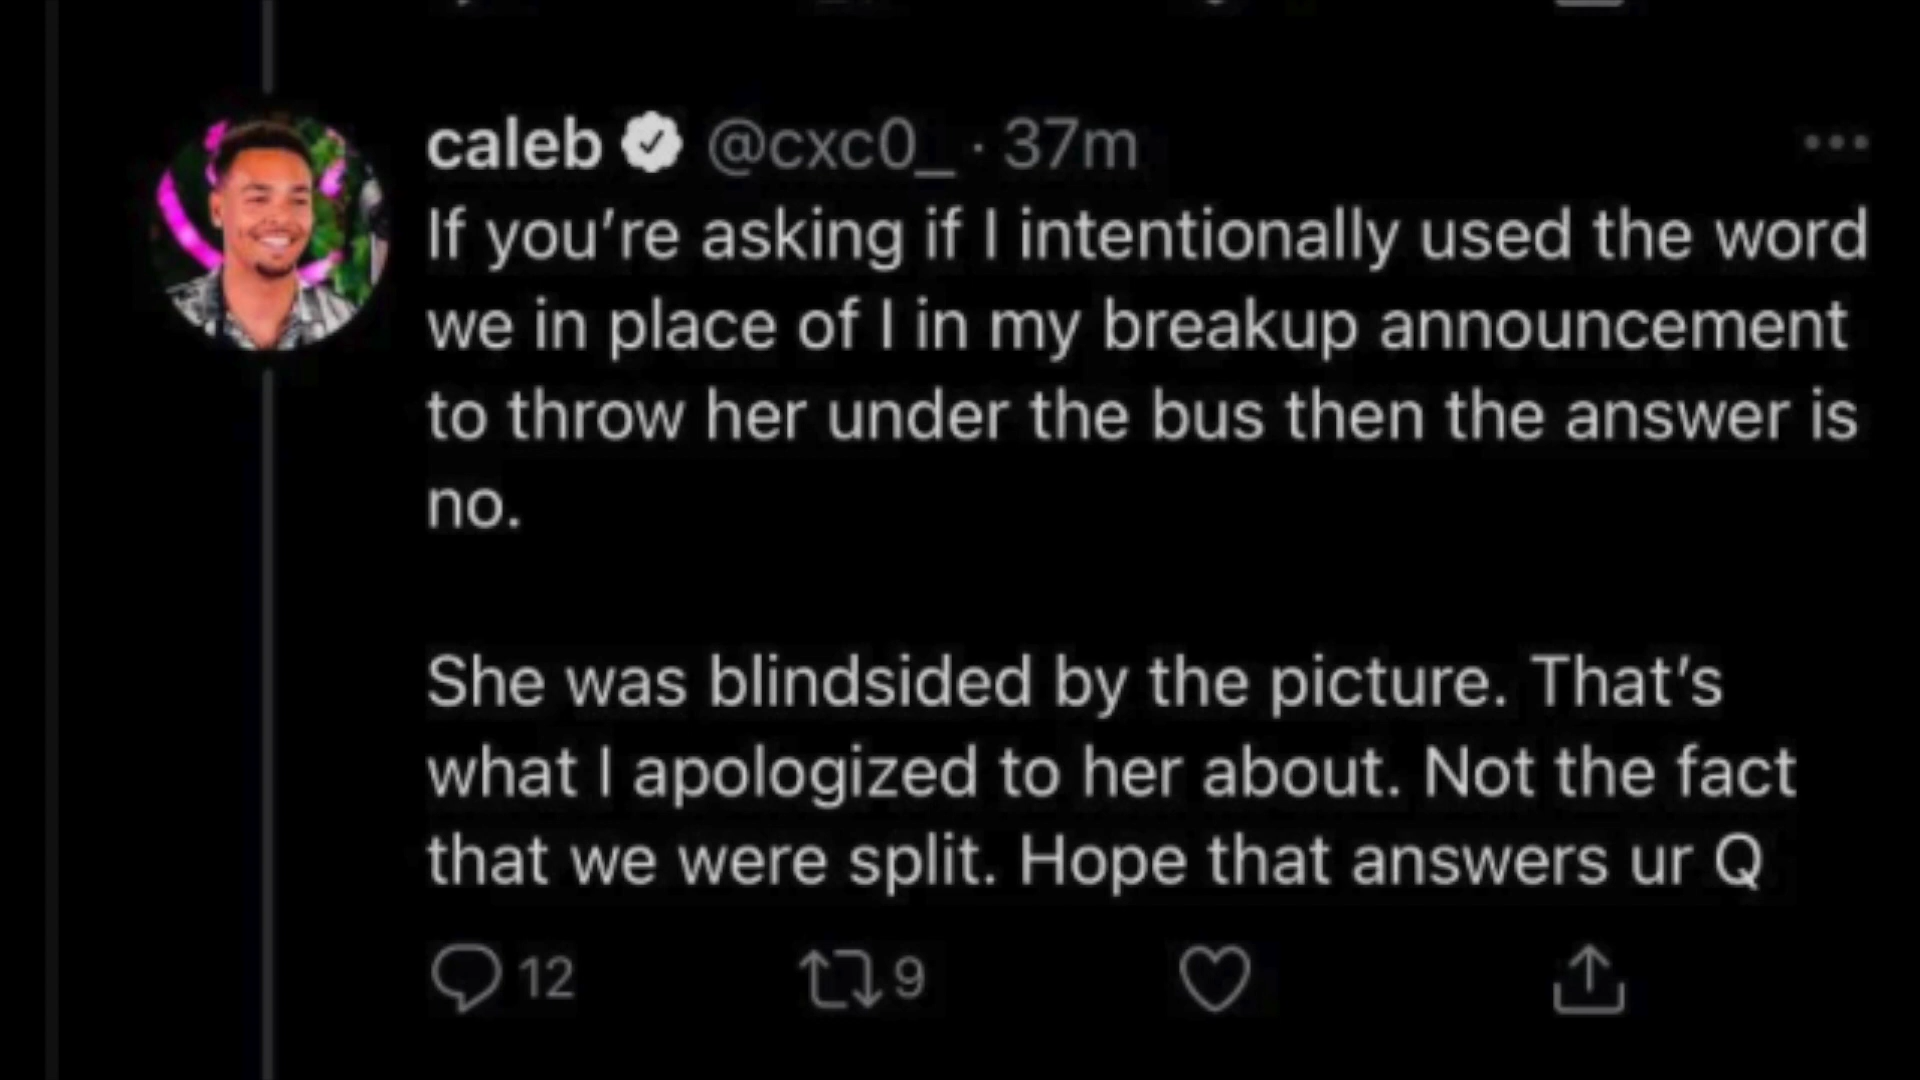 caleb @cxc0_ · 37m
If you’re asking if I intentionally used the word
we in place of I in my breakup announcement
to throw her under the bus then the answer is
no.
She was blindsided by the picture. That’s
what I apologized to her about. Not the fact
that we were split. Hope that answers ur Q
12 9